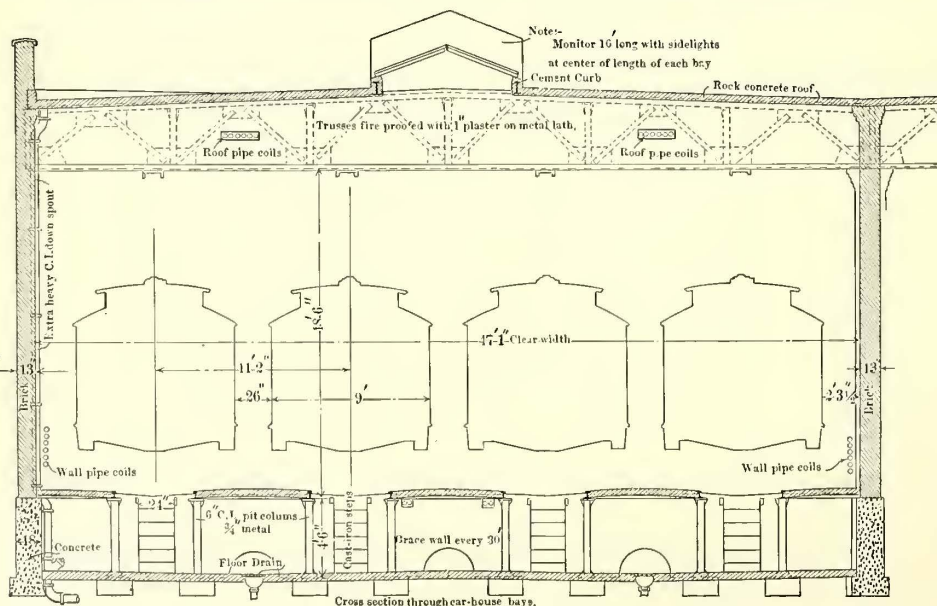 Note:-
Monitor 16' long with sidelights
at center of length of each bay
Cement Curb
Rock concrete roof
Trusses fire proofed with 1" plaster on metal lath,
Roof pipe coils
Roof pipe coils
Extra heavy C.I. down spout
18'-6"
47'-1" Clear width
11'-2"
13"
Brick
26"
9'
2'3½"
13"
Brick
Wall pipe coils
Wall pipe coils
24"
6" C.I. pit colums
¾" metal
4'-6"
Cast-iron steps
Brace wall every 30'
18"
Concrete
Floor Drain
Cross section through car-house bays.